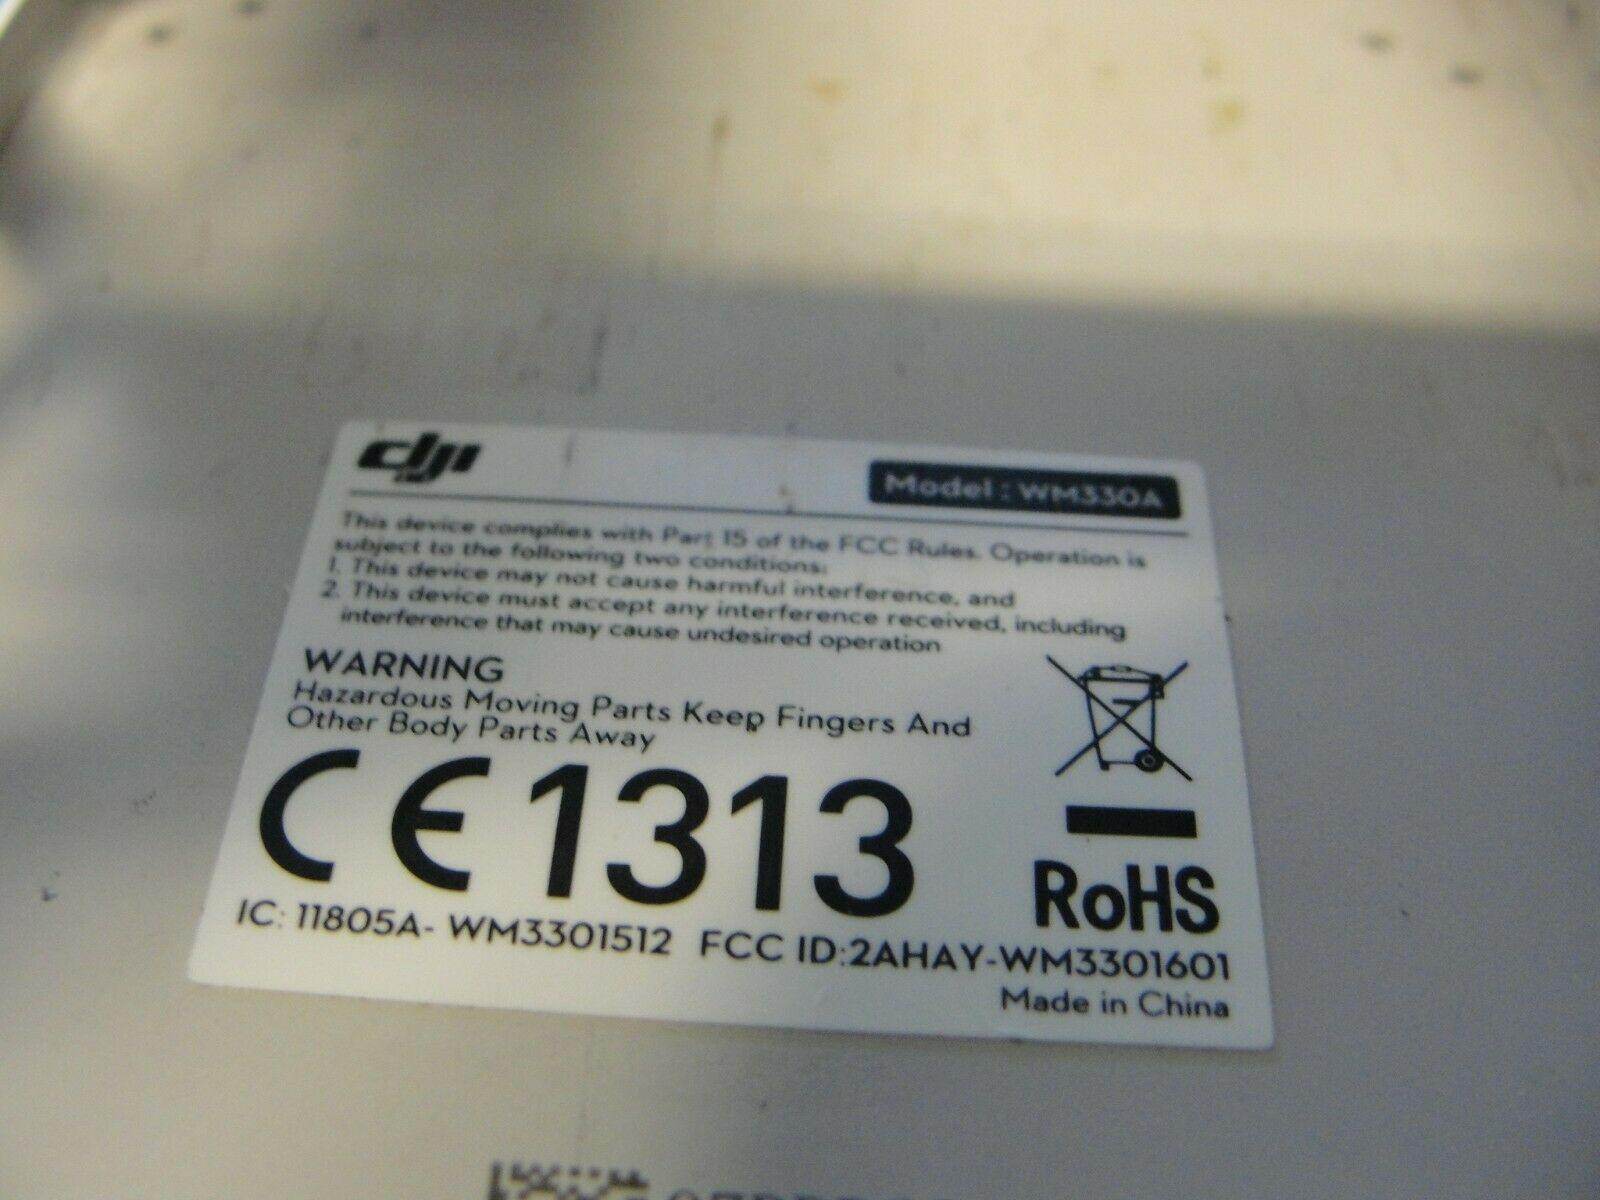 dji
Model : WM330A
This device complies with Part 15 of the FCC Rules. Operation is
subject to the following two conditions:
1. This device may not cause harmful interference, and
2. This device must accept any interference received, including
interference that may cause undesired operation
WARNING
Hazardous Moving Parts Keep Fingers And
Other Body Parts Away
CE1313
RoHS
IC: 11805A- WM3301512 FCC ID:2AHAY-WM3301601
Made in China